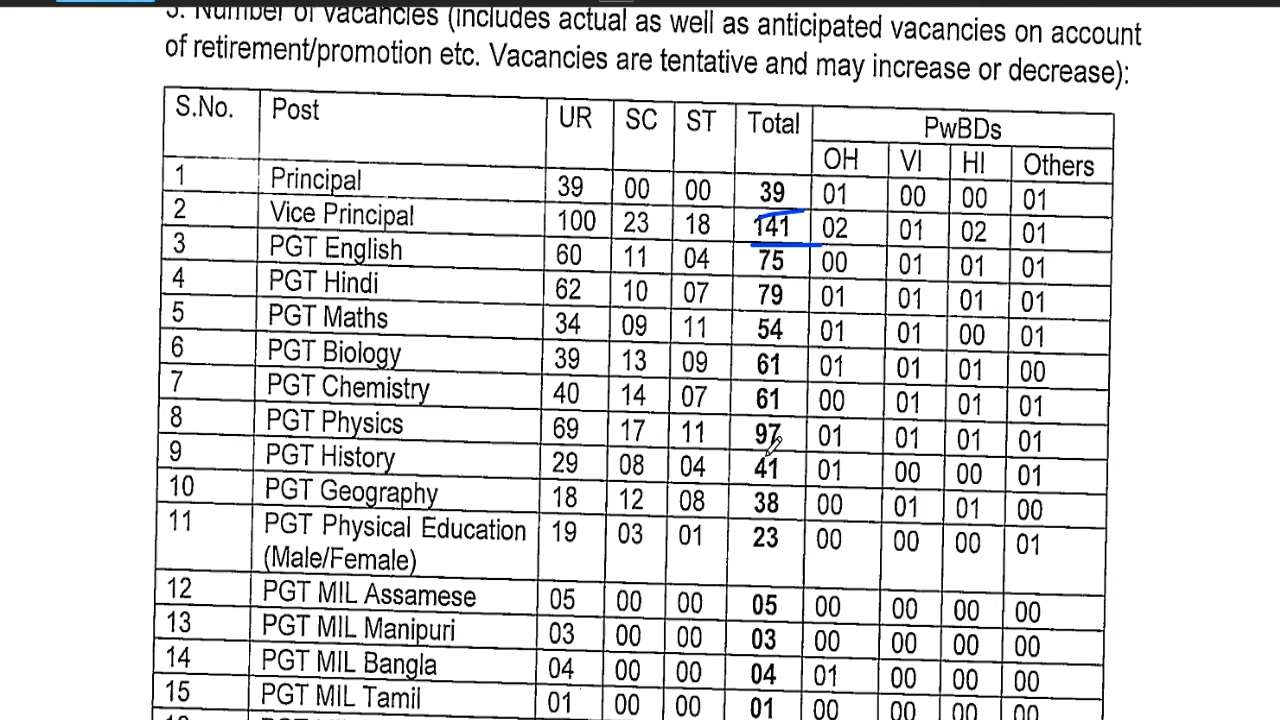 3. Number of vacancies (includes actual as well as anticipated vacancies on account
of retirement/promotion etc. Vacancies are tentative and may increase or decrease):
S.No. Post UR SC ST Total PwBDs
OH VI HI Others
1 Principal 39 00 00 39 01 00 00 01
2 Vice Principal 100 23 18 141 02 01 02 01
3 PGT English 60 11 04 75 00 01 01 01
4 PGT Hindi 62 10 07 79 01 01 01 01
5 PGT Maths 34 09 11 54 01 01 00 01
6 PGT Biology 39 13 09 61 01 01 01 00
7 PGT Chemistry 40 14 07 61 00 01 01 01
8 PGT Physics 69 17 11 97 01 01 01 01
9 PGT History 29 08 04 41 01 00 00 01
10 PGT Geography 18 12 08 38 00 01 01 00
11 PGT Physical Education 19 03 01 23 00 00 00 01
(Male/Female)
12 PGT MIL Assamese 05 00 00 05 00 00 00 00
13 PGT MIL Manipuri 03 00 00 03 00 00 00 00
14 PGT MIL Bangla 04 00 00 04 01 00 00 00
15 PGT MIL Tamil 01 00 00 01 00 00 00 00